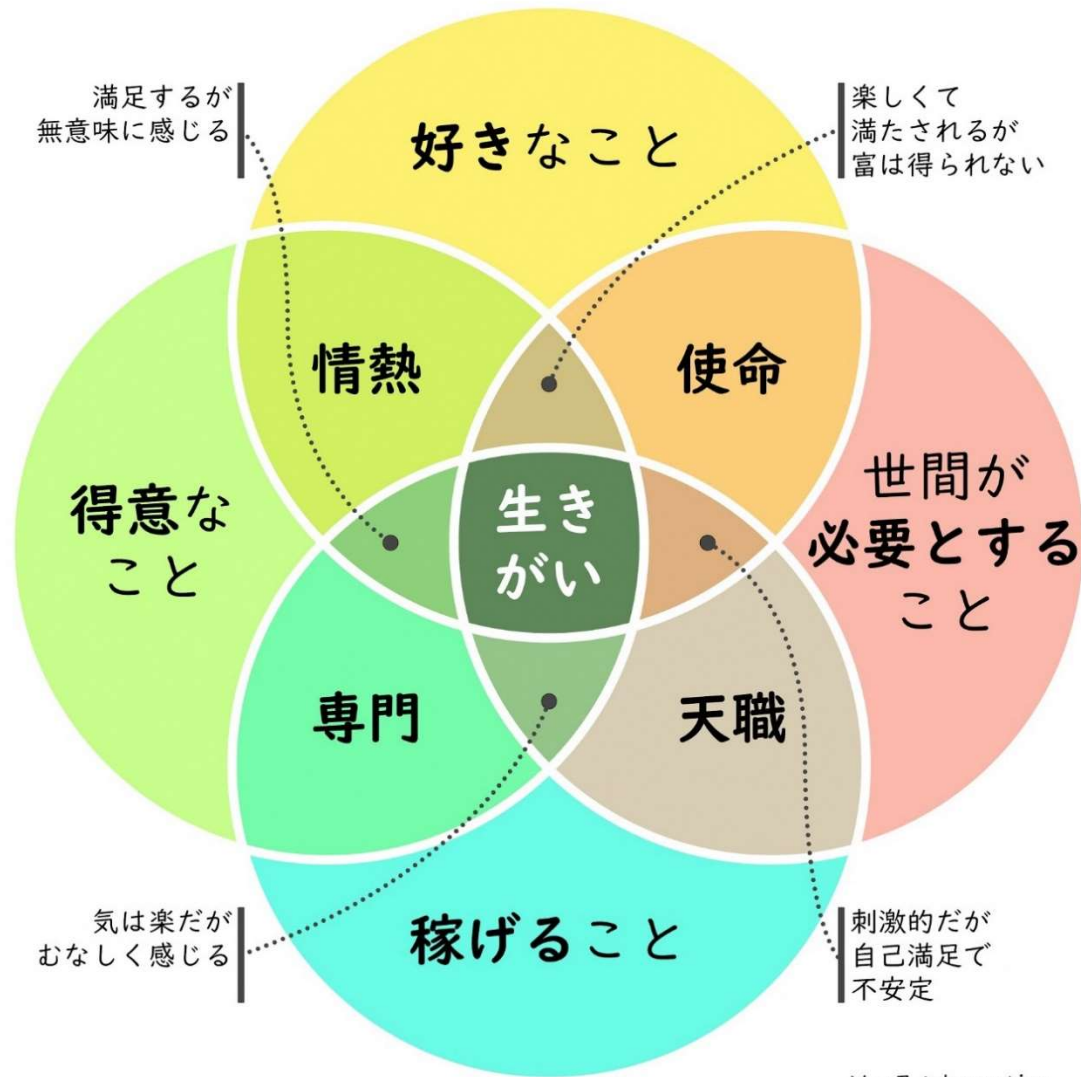 満足するが
無意味に感じる
楽しくて
満たされるが
富は得られない
好きなこと
情熱
使命
得意な
こと
生き
がい
世間が
必要とする
こと
専門
天職
気は楽だが
むなしく感じる
稼げること
刺激的だが
自己満足で
不安定